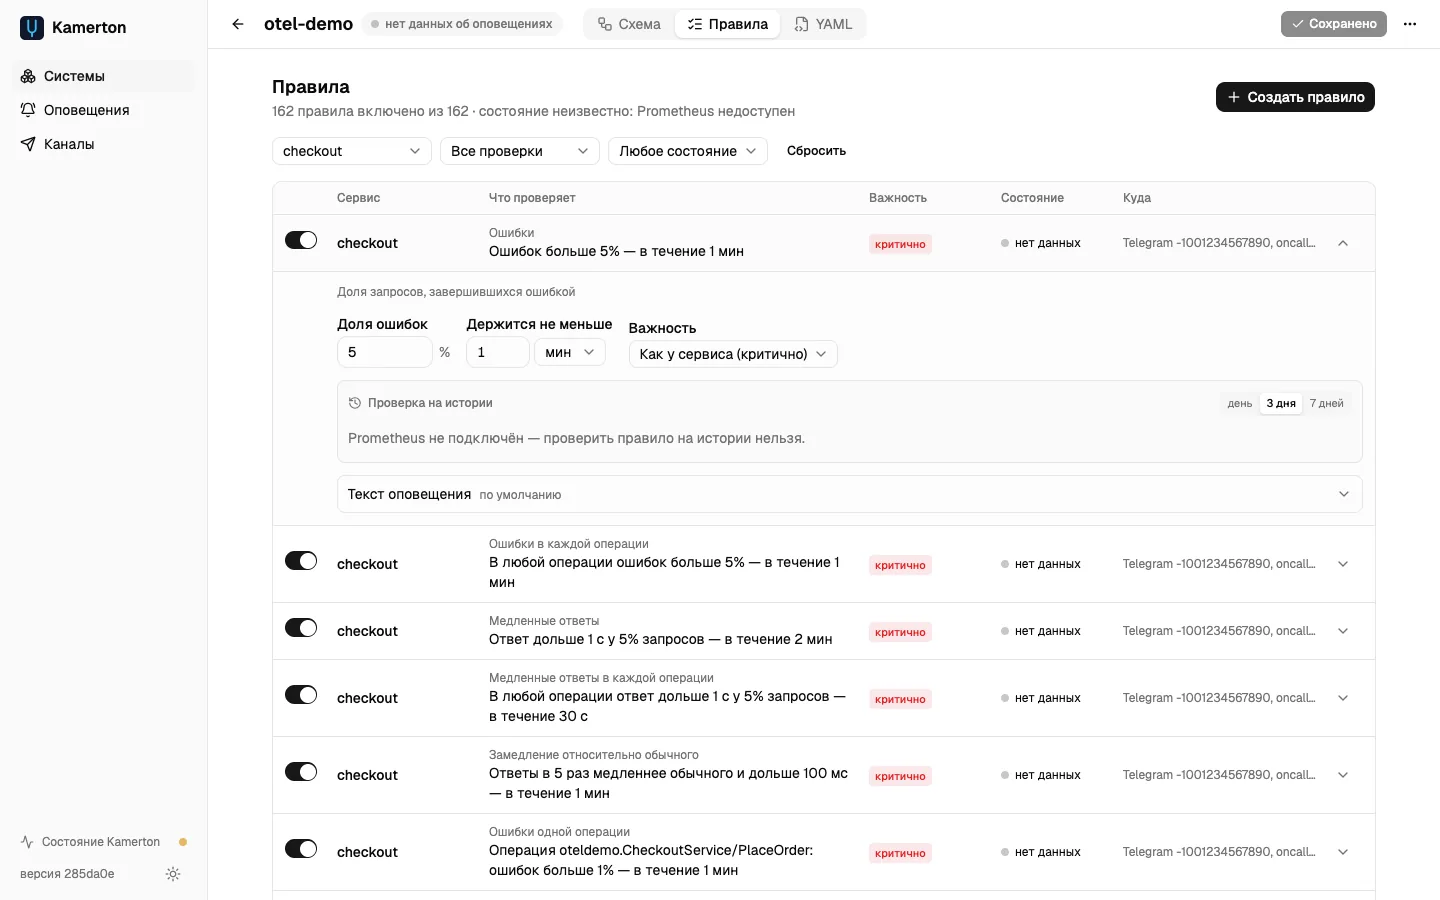 Kamerton
Системы
Оповещения
Каналы
Состояние Kamerton
версия 285da0e
otel-demo
нет данных об оповещениях
Схема
Правила
YAML
Сохранено
Правила
162 правила включено из 162 · состояние неизвестно: Prometheus недоступен
Создать правило
checkout
Все проверки
Любое состояние
Сбросить
Сервис
Что проверяет
Важность
Состояние
Куда
checkout
Ошибки
Ошибок больше 5% — в течение 1 мин
критично
нет данных
Telegram -1001234567890, oncall…
Доля запросов, завершившихся ошибкой
Доля ошибок
Держится не меньше
Важность
5
%
1
мин
Как у сервиса (критично)
Проверка на истории
день
3 дня
7 дней
Prometheus не подключён — проверить правило на истории нельзя.
Текст оповещения по умолчанию
checkout
Ошибки в каждой операции
В любой операции ошибок больше 5% — в течение 1
мин
критично
нет данных
Telegram -1001234567890, oncall…
checkout
Медленные ответы
Ответ дольше 1 с у 5% запросов — в течение 2 мин
критично
нет данных
Telegram -1001234567890, oncall…
checkout
Медленные ответы в каждой операции
В любой операции ответ дольше 1 с у 5% запросов —
в течение 30 с
критично
нет данных
Telegram -1001234567890, oncall…
checkout
Замедление относительно обычного
Ответы в 5 раз медленнее обычного и дольше 100 мс
— в течение 1 мин
критично
нет данных
Telegram -1001234567890, oncall…
checkout
Ошибки одной операции
Операция oteldemo.CheckoutService/PlaceOrder:
ошибок больше 1% — в течение 1 мин
критично
нет данных
Telegram -1001234567890, oncall…